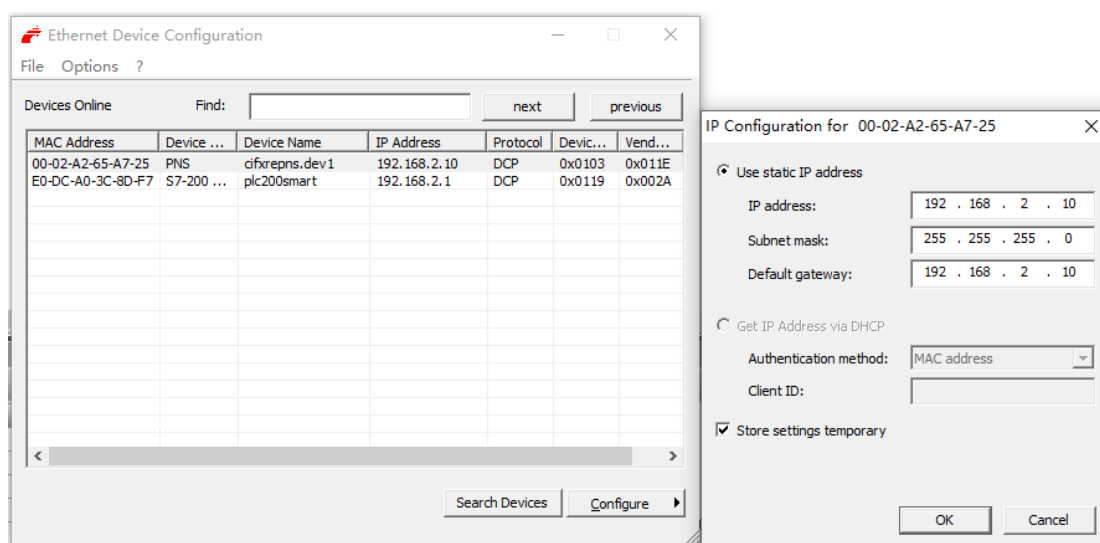 Ethernet Device Configuration
File Options ?
Devices Online Find: next previous
MAC Address Device ... Device Name IP Address Protocol Devic... Vend...
00-02-A2-65-A7-25 PNS cifxrepns.dev1 192.168.2.10 DCP 0x0103 0x011E
E0-DC-A0-3C-8D-F7 S7-200 ... plc200smart 192.168.2.1 DCP 0x0119 0x002A
Search Devices Configure
IP Configuration for 00-02-A2-65-A7-25
Use static IP address
IP address: 192 . 168 . 2 . 10
Subnet mask: 255 . 255 . 255 . 0
Default gateway: 192 . 168 . 2 . 10
Get IP Address via DHCP
Authentication method: MAC address
Client ID:
Store settings temporary
OK Cancel